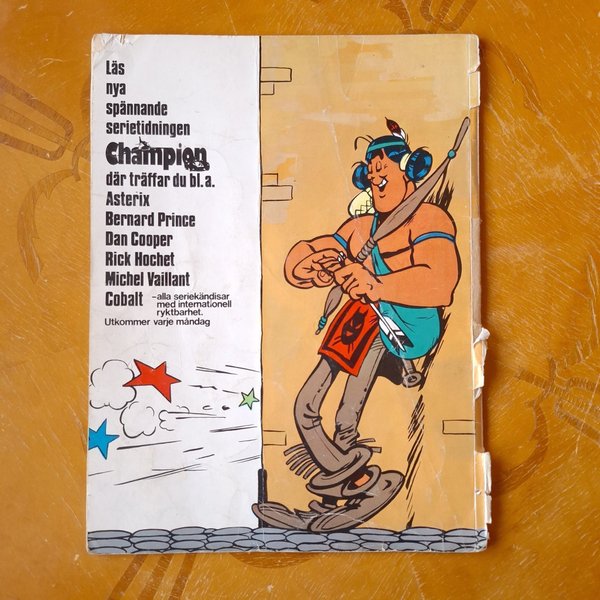 Läs
nya
spännande
serietidningen
Champion
där träffar du bl. a.
Asterix
Bernard Prince
Dan Cooper
Rick Hochet
Michel Vaillant
Cobalt –alla seriekändisar
med internationell
ryktbarhet.
Utkommer varje måndag